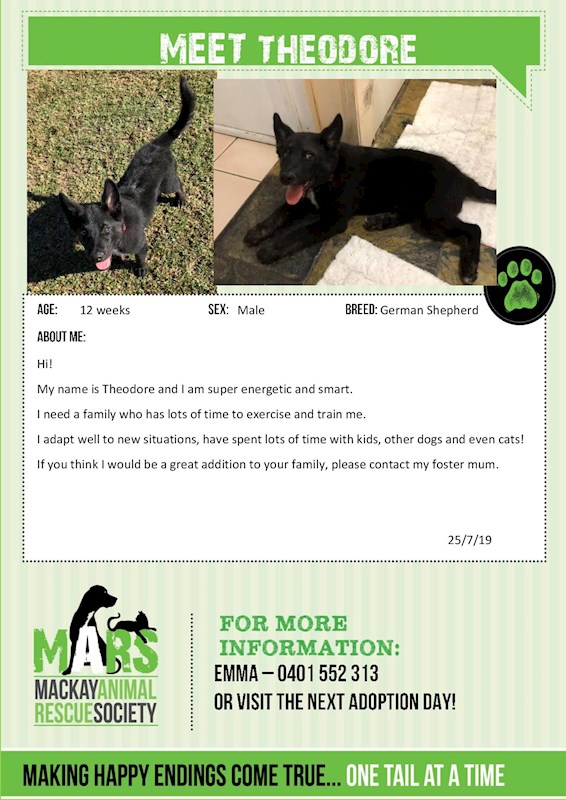 MEET THEODORE
AGE: 12 weeks SEX: Male BREED: German Shepherd
ABOUT ME:
Hi!
My name is Theodore and I am super energetic and smart.
I need a family who has lots of time to exercise and train me.
I adapt well to new situations, have spent lots of time with kids, other dogs and even cats!
If you think I would be a great addition to your family, please contact my foster mum.
25/7/19
MARS
MACKAYANIMAL
RESCUESOCIETY
FOR MORE
INFORMATION:
EMMA – 0401 552 313
OR VISIT THE NEXT ADOPTION DAY!
MAKING HAPPY ENDINGS COME TRUE... ONE TAIL AT A TIME